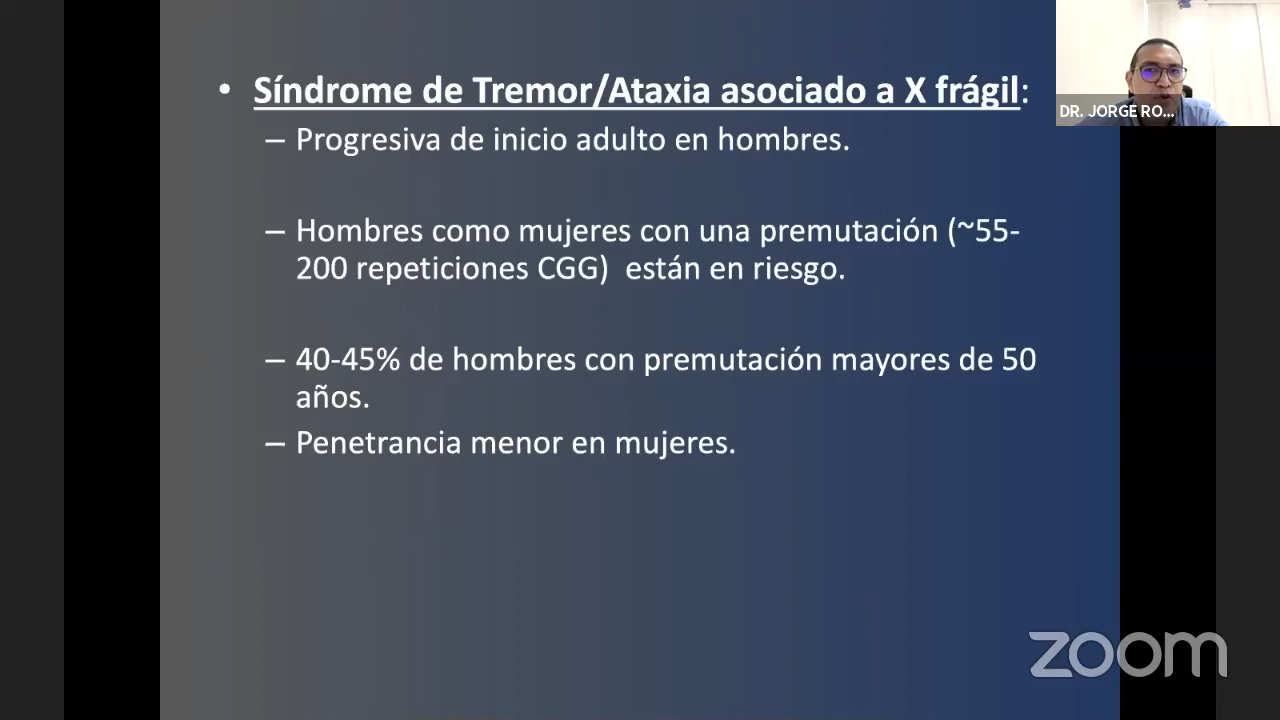 • Síndrome de Tremor/Ataxia asociado a X frágil:
– Progresiva de inicio adulto en hombres.
– Hombres como mujeres con una premutación (~55-
200 repeticiones CGG) están en riesgo.
– 40-45% de hombres con premutación mayores de 50
años.
– Penetrancia menor en mujeres.
DR. JORGE RO...
zoom